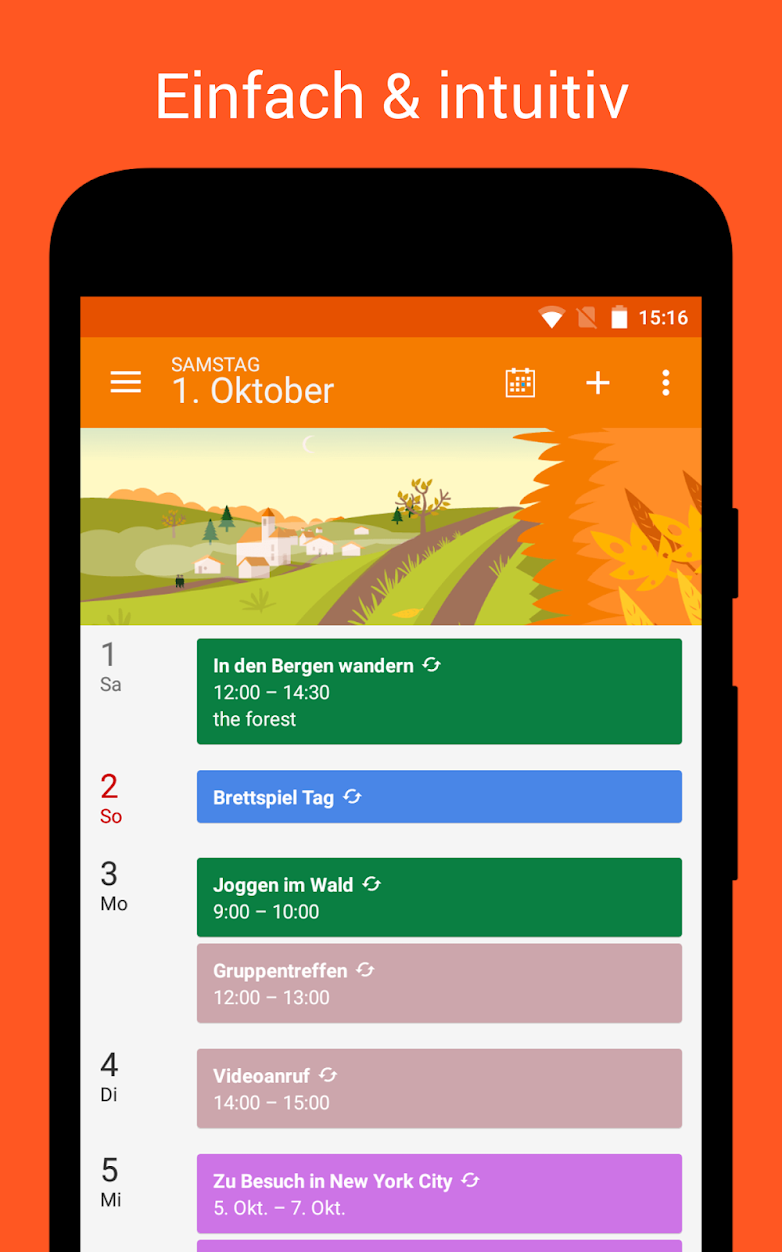 Einfach & intuitiv
15:16
SAMSTAG
1. Oktober
1
Sa
In den Bergen wandern
12:00 – 14:30
the forest
2
So
Brettspiel Tag
3
Mo
Joggen im Wald
9:00 – 10:00
Gruppentreffen
12:00 – 13:00
4
Di
Videoanruf
14:00 – 15:00
5
Mi
Zu Besuch in New York City
5. Okt. – 7. Okt.